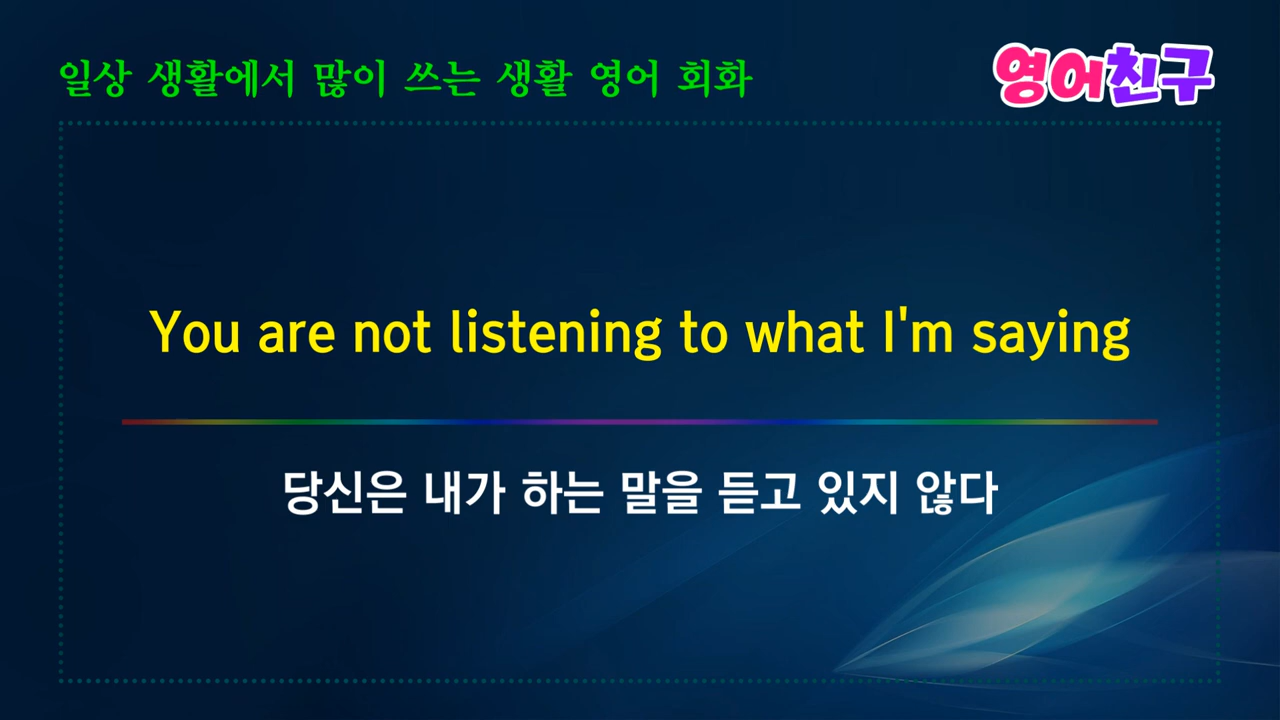 일상 생활에서 많이 쓰는 생활 영어 회화
영어친구
You are not listening to what I'm saying
당신은 내가 하는 말을 듣고 있지 않다